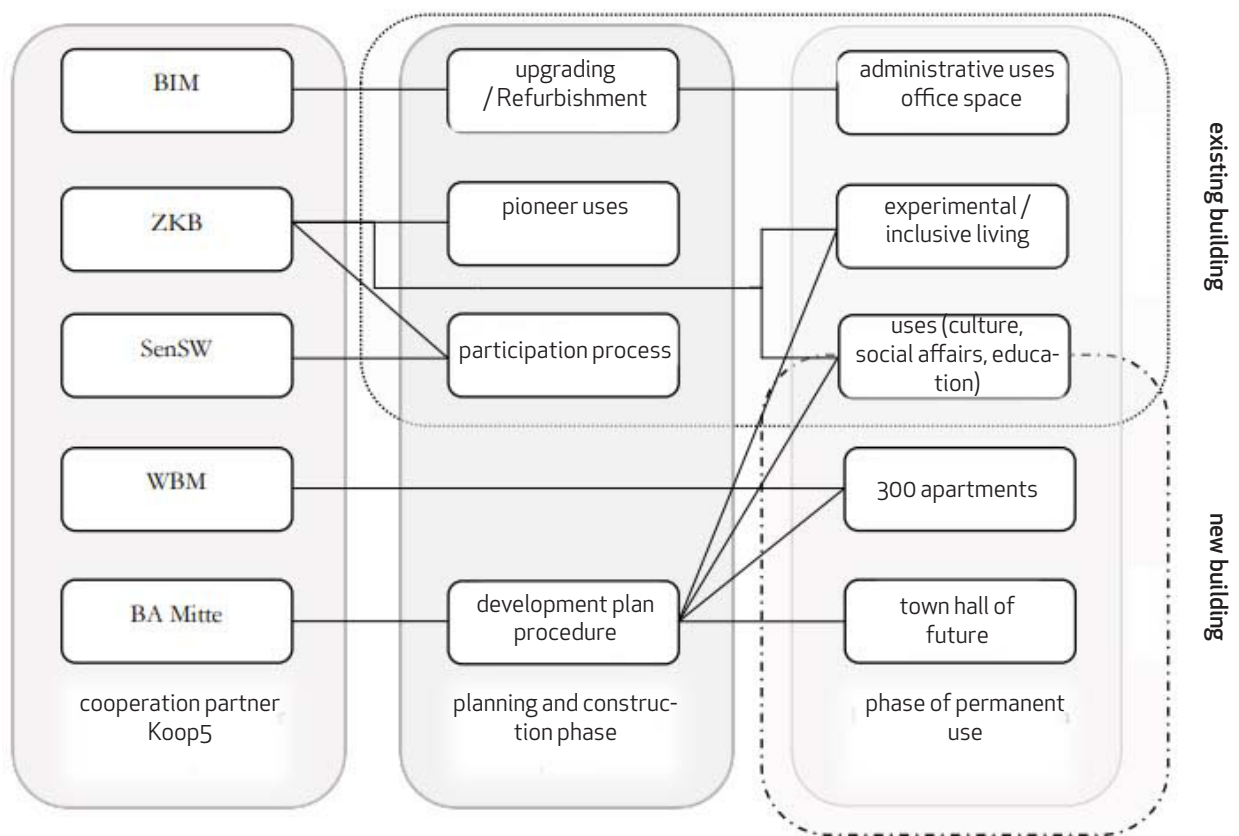 BIM
ZKB
SenSW
WBM
BA Mitte
cooperation partner
Koop5
upgrading
/ Refurbishment
pioneer uses
participation process
development plan
procedure
planning and construc-
tion phase
administrative uses
office space
experimental /
inclusive living
uses (culture,
social affairs, educa-
tion)
300 apartments
town hall of
future
phase of permanent
use
existing building
new building